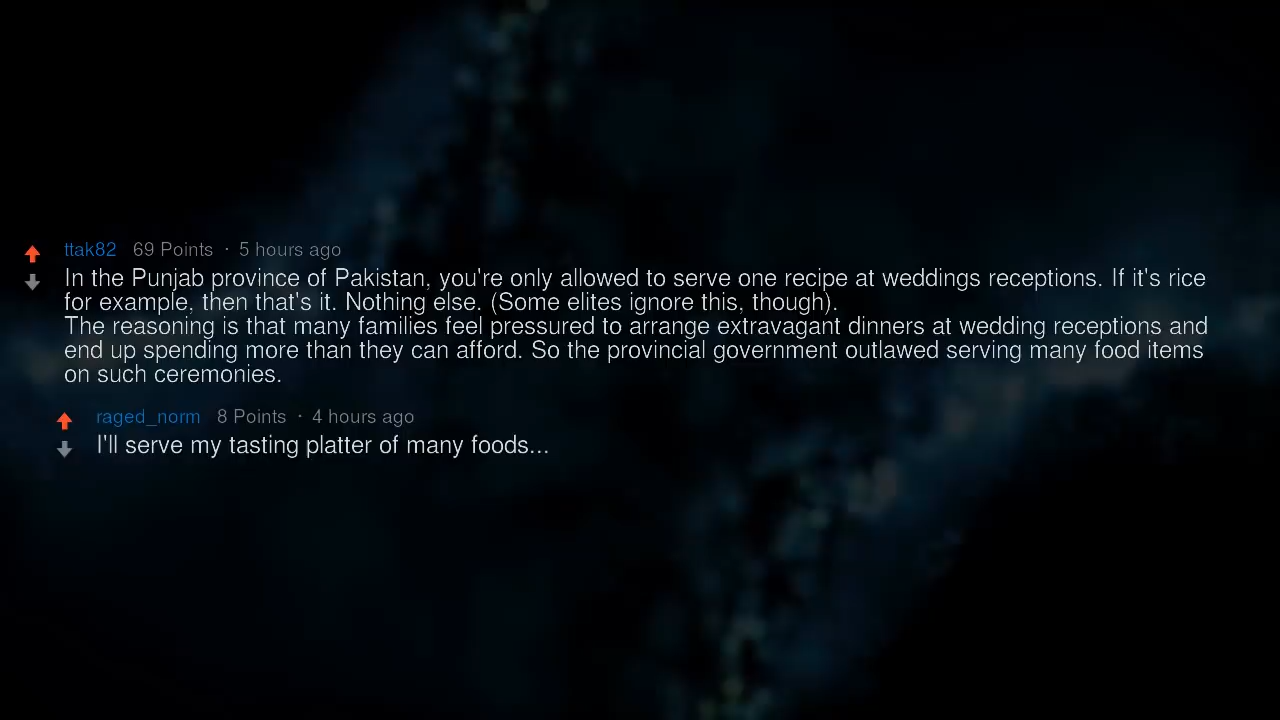 ttak82 69 Points · 5 hours ago
In the Punjab province of Pakistan, you're only allowed to serve one recipe at weddings receptions. If it's rice
for example, then that's it. Nothing else. (Some elites ignore this, though).
The reasoning is that many families feel pressured to arrange extravagant dinners at wedding receptions and
end up spending more than they can afford. So the provincial government outlawed serving many food items
on such ceremonies.
raged_norm 8 Points · 4 hours ago
I'll serve my tasting platter of many foods...